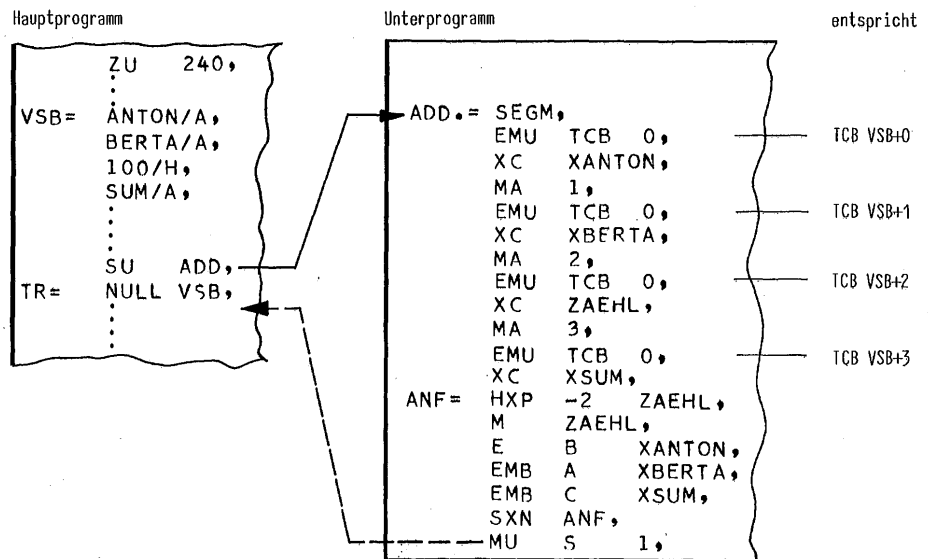 Hauptprogramm
ZU 240,
VSB= ANTON/A,
BERTA/A,
100/H,
SUM/A,
SU ADD,
TR= NULL VSB,
Unterprogramm
ADD.= SEGM,
EMU TCB 0,
XC XANTON,
MA 1,
EMU TCB 0,
XC XBERTA,
MA 2,
EMU TCB 0,
XC ZAEHL,
MA 3,
EMU TCB 0,
XC XSUM,
ANF= HXP -2 ZAEHL,
M ZAEHL,
E B XANTON,
EMB A XBERTA,
EMB C XSUM,
SXN ANF,
MU S 1,
entspricht
TCB VSB+0
TCB VSB+1
TCB VSB+2
TCB VSB+3